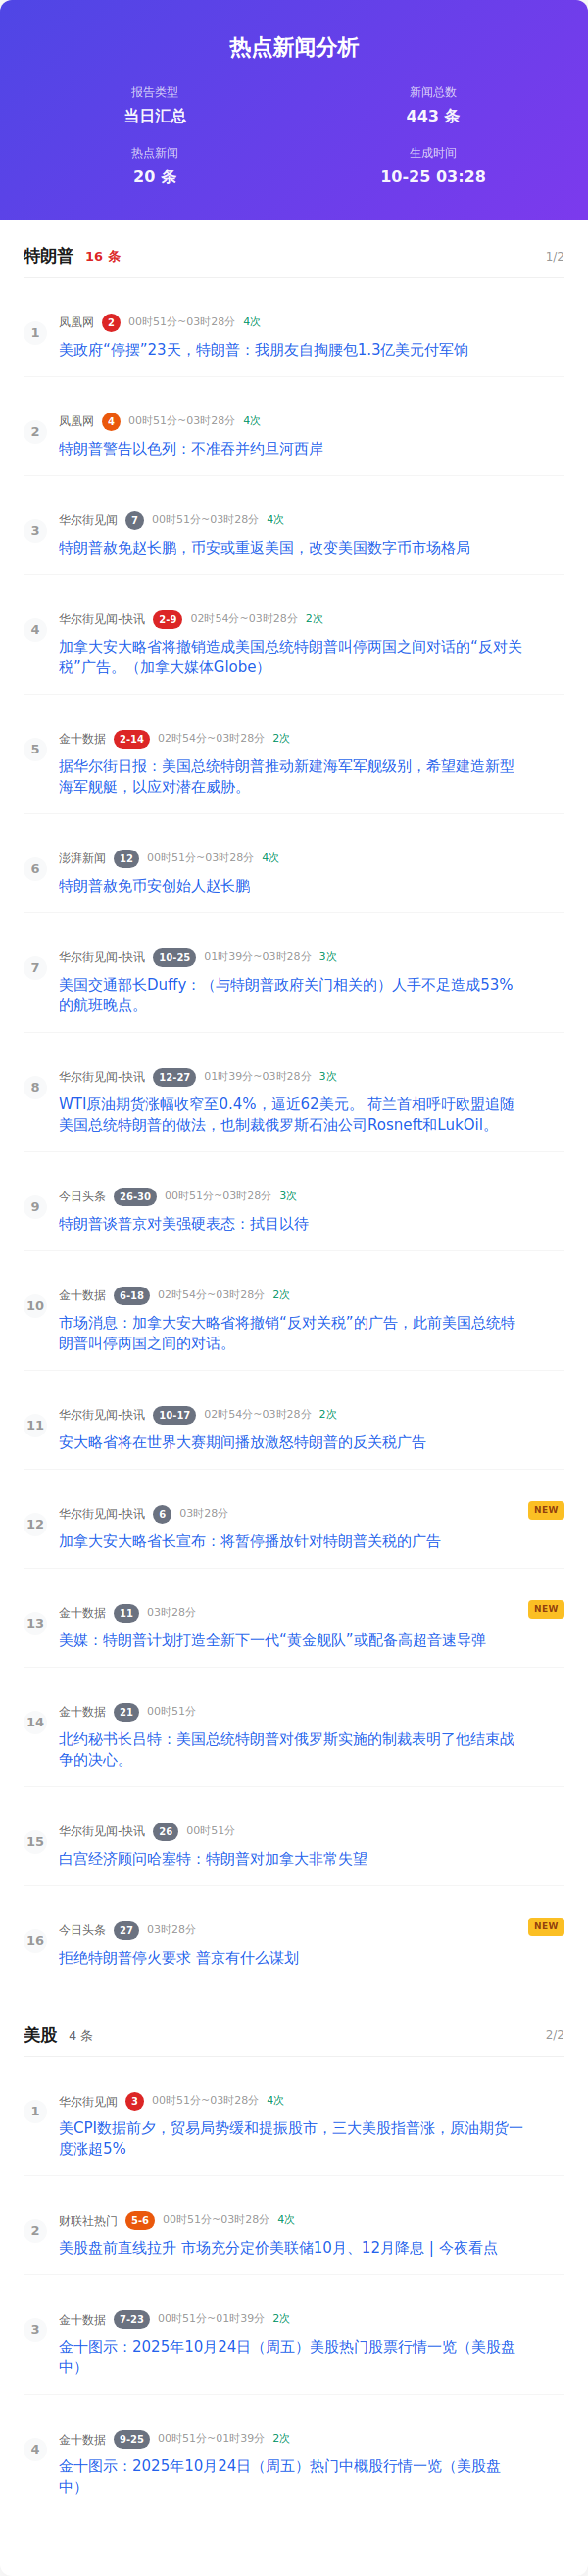 热点新闻分析
报告类型
新闻总数
当日汇总
443 条
热点新闻
生成时间
20 条
10-25 03:28
特朗普 16 条 1/2
1
凤凰网 2 00时51分~03时28分 4次
美政府“停摆”23天，特朗普：我朋友自掏腰包1.3亿美元付军饷
2
凤凰网 4 00时51分~03时28分 4次
特朗普警告以色列：不准吞并约旦河西岸
3
华尔街见闻 7 00时51分~03时28分 4次
特朗普赦免赵长鹏，币安或重返美国，改变美国数字币市场格局
4
华尔街见闻-快讯 2-9 02时54分~03时28分 2次
加拿大安大略省将撤销造成美国总统特朗普叫停两国之间对话的“反对关
税”广告。（加拿大媒体Globe）
5
金十数据 2-14 02时54分~03时28分 2次
据华尔街日报：美国总统特朗普推动新建海军军舰级别，希望建造新型
海军舰艇，以应对潜在威胁。
6
澎湃新闻 12 00时51分~03时28分 4次
特朗普赦免币安创始人赵长鹏
7
华尔街见闻-快讯 10-25 01时39分~03时28分 3次
美国交通部长Duffy：（与特朗普政府关门相关的）人手不足造成53%
的航班晚点。
8
华尔街见闻-快讯 12-27 01时39分~03时28分 3次
WTI原油期货涨幅收窄至0.4%，逼近62美元。 荷兰首相呼吁欧盟追随
美国总统特朗普的做法，也制裁俄罗斯石油公司Rosneft和LukOil。
9
今日头条 26-30 00时51分~03时28分 3次
特朗普谈普京对美强硬表态：拭目以待
10
金十数据 6-18 02时54分~03时28分 2次
市场消息：加拿大安大略省将撤销“反对关税”的广告，此前美国总统特
朗普叫停两国之间的对话。
11
华尔街见闻-快讯 10-17 02时54分~03时28分 2次
安大略省将在世界大赛期间播放激怒特朗普的反关税广告
12
华尔街见闻-快讯 6 03时28分 NEW
加拿大安大略省长宣布：将暂停播放针对特朗普关税的广告
13
金十数据 11 03时28分 NEW
美媒：特朗普计划打造全新下一代“黄金舰队”或配备高超音速导弹
14
金十数据 21 00时51分
北约秘书长吕特：美国总统特朗普对俄罗斯实施的制裁表明了他结束战
争的决心。
15
华尔街见闻-快讯 26 00时51分
白宫经济顾问哈塞特：特朗普对加拿大非常失望
16
今日头条 27 03时28分 NEW
拒绝特朗普停火要求 普京有什么谋划
美股 4 条 2/2
1
华尔街见闻 3 00时51分~03时28分 4次
美CPI数据前夕，贸易局势缓和提振股市，三大美股指普涨，原油期货一
度涨超5%
2
财联社热门 5-6 00时51分~03时28分 4次
美股盘前直线拉升 市场充分定价美联储10月、12月降息 | 今夜看点
3
金十数据 7-23 00时51分~01时39分 2次
金十图示：2025年10月24日（周五）美股热门股票行情一览（美股盘
中）
4
金十数据 9-25 00时51分~01时39分 2次
金十图示：2025年10月24日（周五）热门中概股行情一览（美股盘
中）